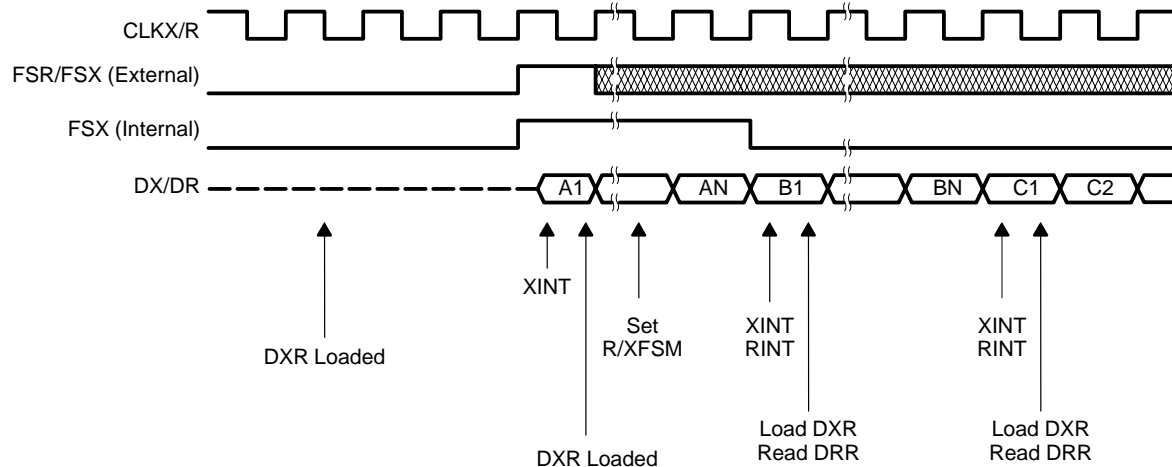 CLKX/R
FSR/FSX (External)
FSX (Internal)
DX/DR
A1
AN
B1
BN
C1
C2
XINT
Set
R/XFSM
XINT
RINT
XINT
RINT
DXR Loaded
DXR Loaded
Load DXR
Read DRR
Load DXR
Read DRR